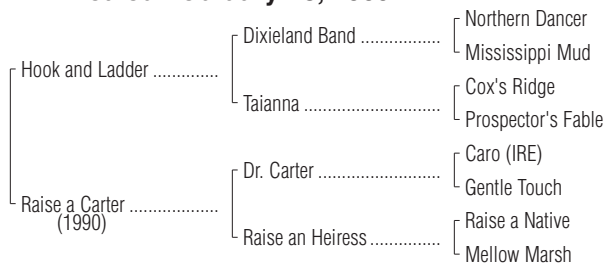 Northern Dancer
Dixieland Band ......................
Mississippi Mud
Hook and Ladder ..............
Cox's Ridge
Taianna .............................
Prospector's Fable
Caro (IRE)
Dr. Carter ..........................
Gentle Touch
Raise a Carter ...................
(1990)
Raise a Native
Raise an Heiress ................
Mellow Marsh